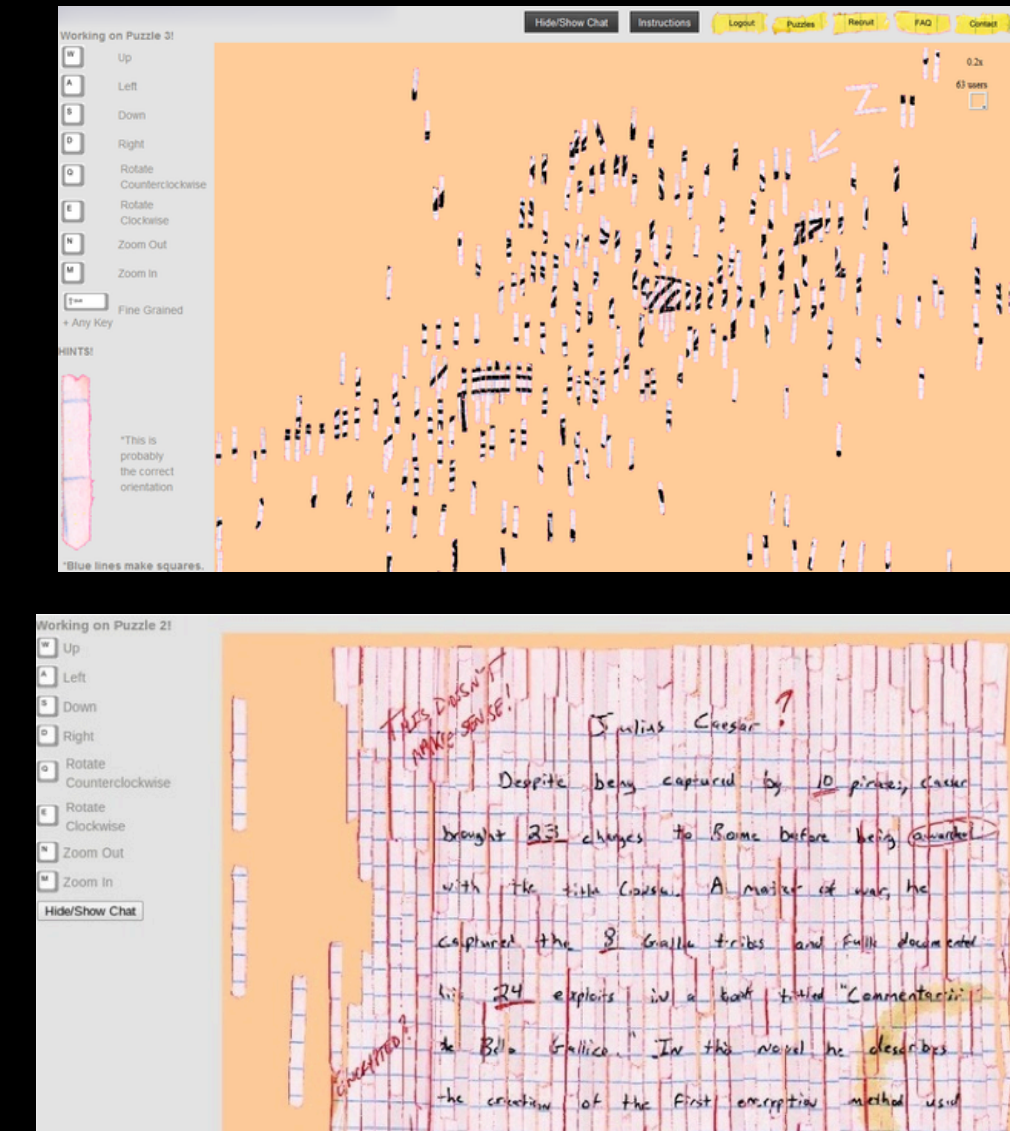 Hide/Show Chat Instructions Logout Puzzles Recruit FAQ Contact
Working on Puzzle 3!
W Up
A Left
S Down
D Right
Q Rotate Counterclockwise
E Rotate Clockwise
N Zoom Out
M Zoom In
+ Any Key Fine Grained
HINTS!
*This is
probably
the correct
orientation
*Blue lines make squares.
0.2s
63 users
Z
K
Working on Puzzle 2!
W Up
A Left
S Down
D Right
Q Rotate Counterclockwise
E Rotate Clockwise
N Zoom Out
M Zoom In
Hide/Show Chat
THIS DOESN'T
MAKE SENSE!
Julius Caesar ?
Despite being captured by 10 pirates, Caesar
brought 23 changes to Rome before being awarded
with the title Consul. A master of war, he
captured the 8 Gallic tribes and fully documented
his 24 exploits in a book titled "Commentarii
de Bello Gallico." In this novel he describes
ENCRYPTED?
the creation of the first encryption method used